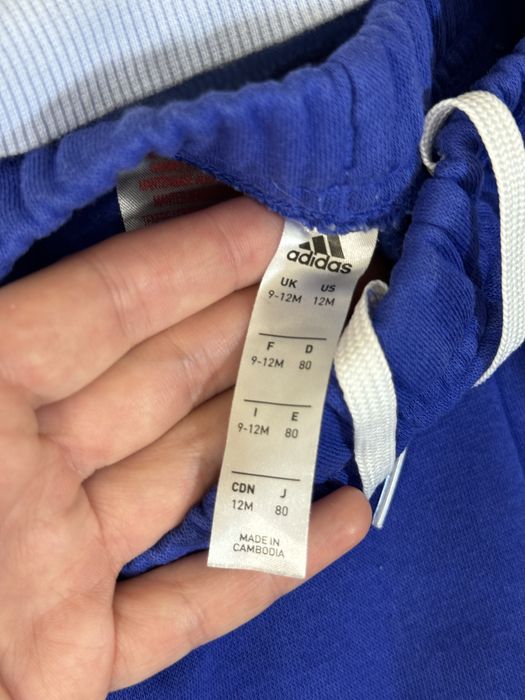 adidas
UK US
9-12M 12M
F D
9-12M 80
I E
9-12M 80
CDN J
12M 80
MADE IN
CAMBODIA